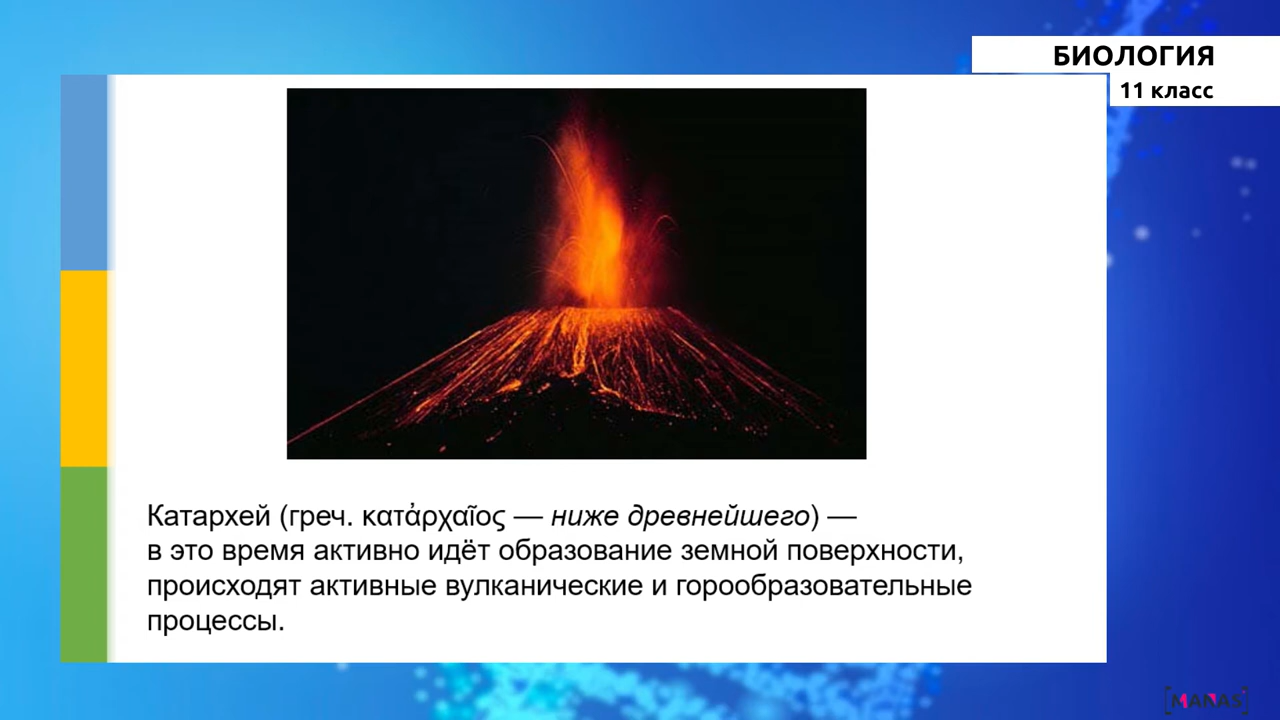 БИОЛОГИЯ
11 класс
Катархей (греч. κατἀρχαῖος — ниже древнейшего) —
в это время активно идёт образование земной поверхности,
происходят активные вулканические и горообразовательные
процессы.
MANAS